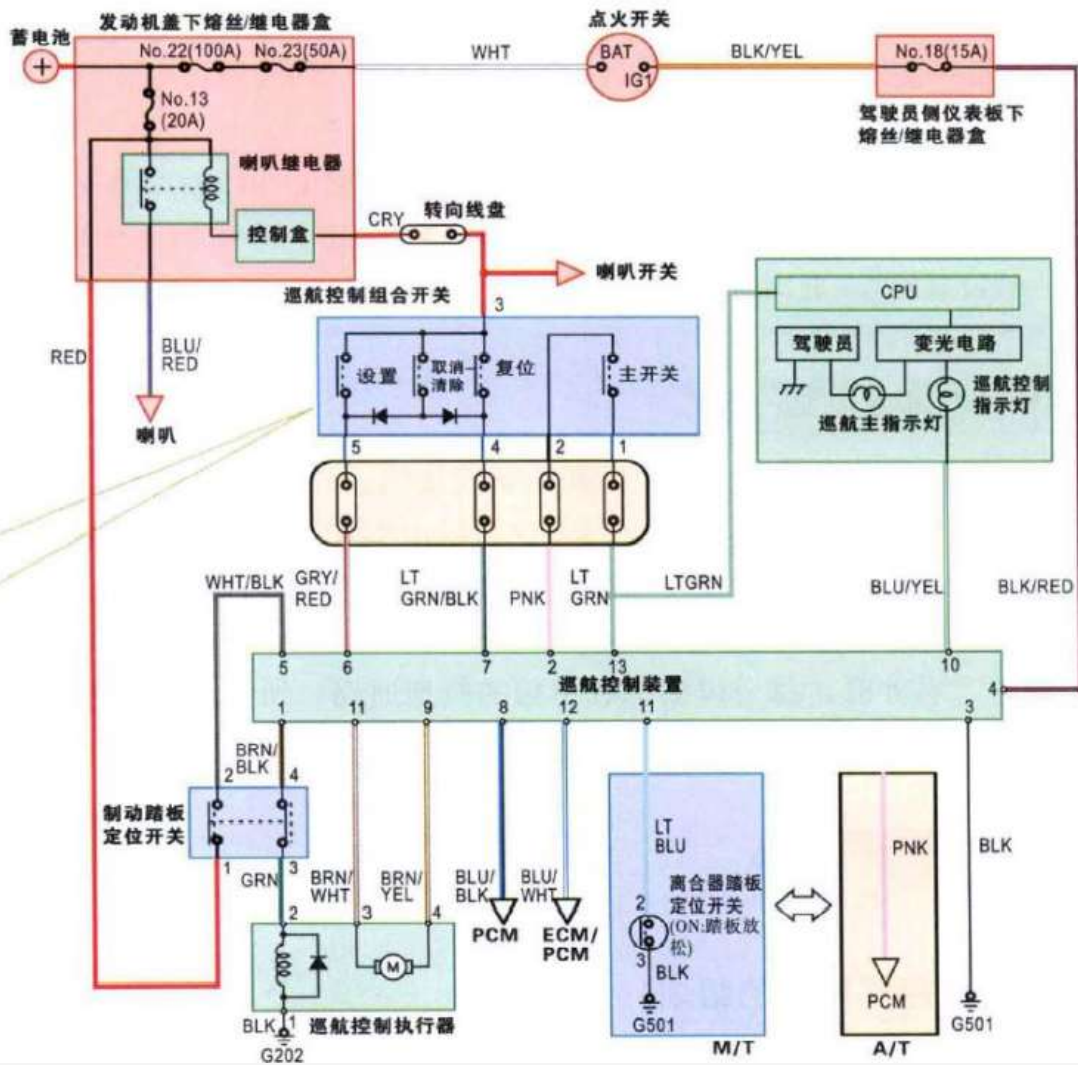 发动机盖下熔丝/继电器盒
点火开关
蓄电池
No.22(100A)
No.23(50A)
WHT
BAT
IG1
BLK/YEL
No.18(15A)
No.13
(20A)
驾驶员侧仪表板下
熔丝/继电器盒
喇叭继电器
控制盒
CRY
转向线盘
喇叭开关
巡航控制组合开关
3
CPU
RED
BLU/
RED
设置
取消
清除
复位
主开关
驾驶员
变光电路
巡航控制
指示灯
巡航主指示灯
喇叭
5
4
2
1
WHT/BLK
GRY/
RED
LT
GRN/BLK
PNK
LT
GRN
LTGRN
BLU/YEL
BLK/RED
5
6
7
2
13
10
巡航控制装置
4
1
11
9
8
12
11
3
BRN/
BLK
2
4
制动踏板
定位开关
1
3
GRN
BRN/
WHT
BRN/
YEL
BLU/
BLK
BLU/
WHT
LT
BLU
PNK
BLK
离合器踏板
定位开关
(ON:踏板放
松)
2
3
BLK
G501
M/T
PCM
ECM/
PCM
PCM
A/T
G501
2
3
4
M
1
BLK
巡航控制执行器
G202